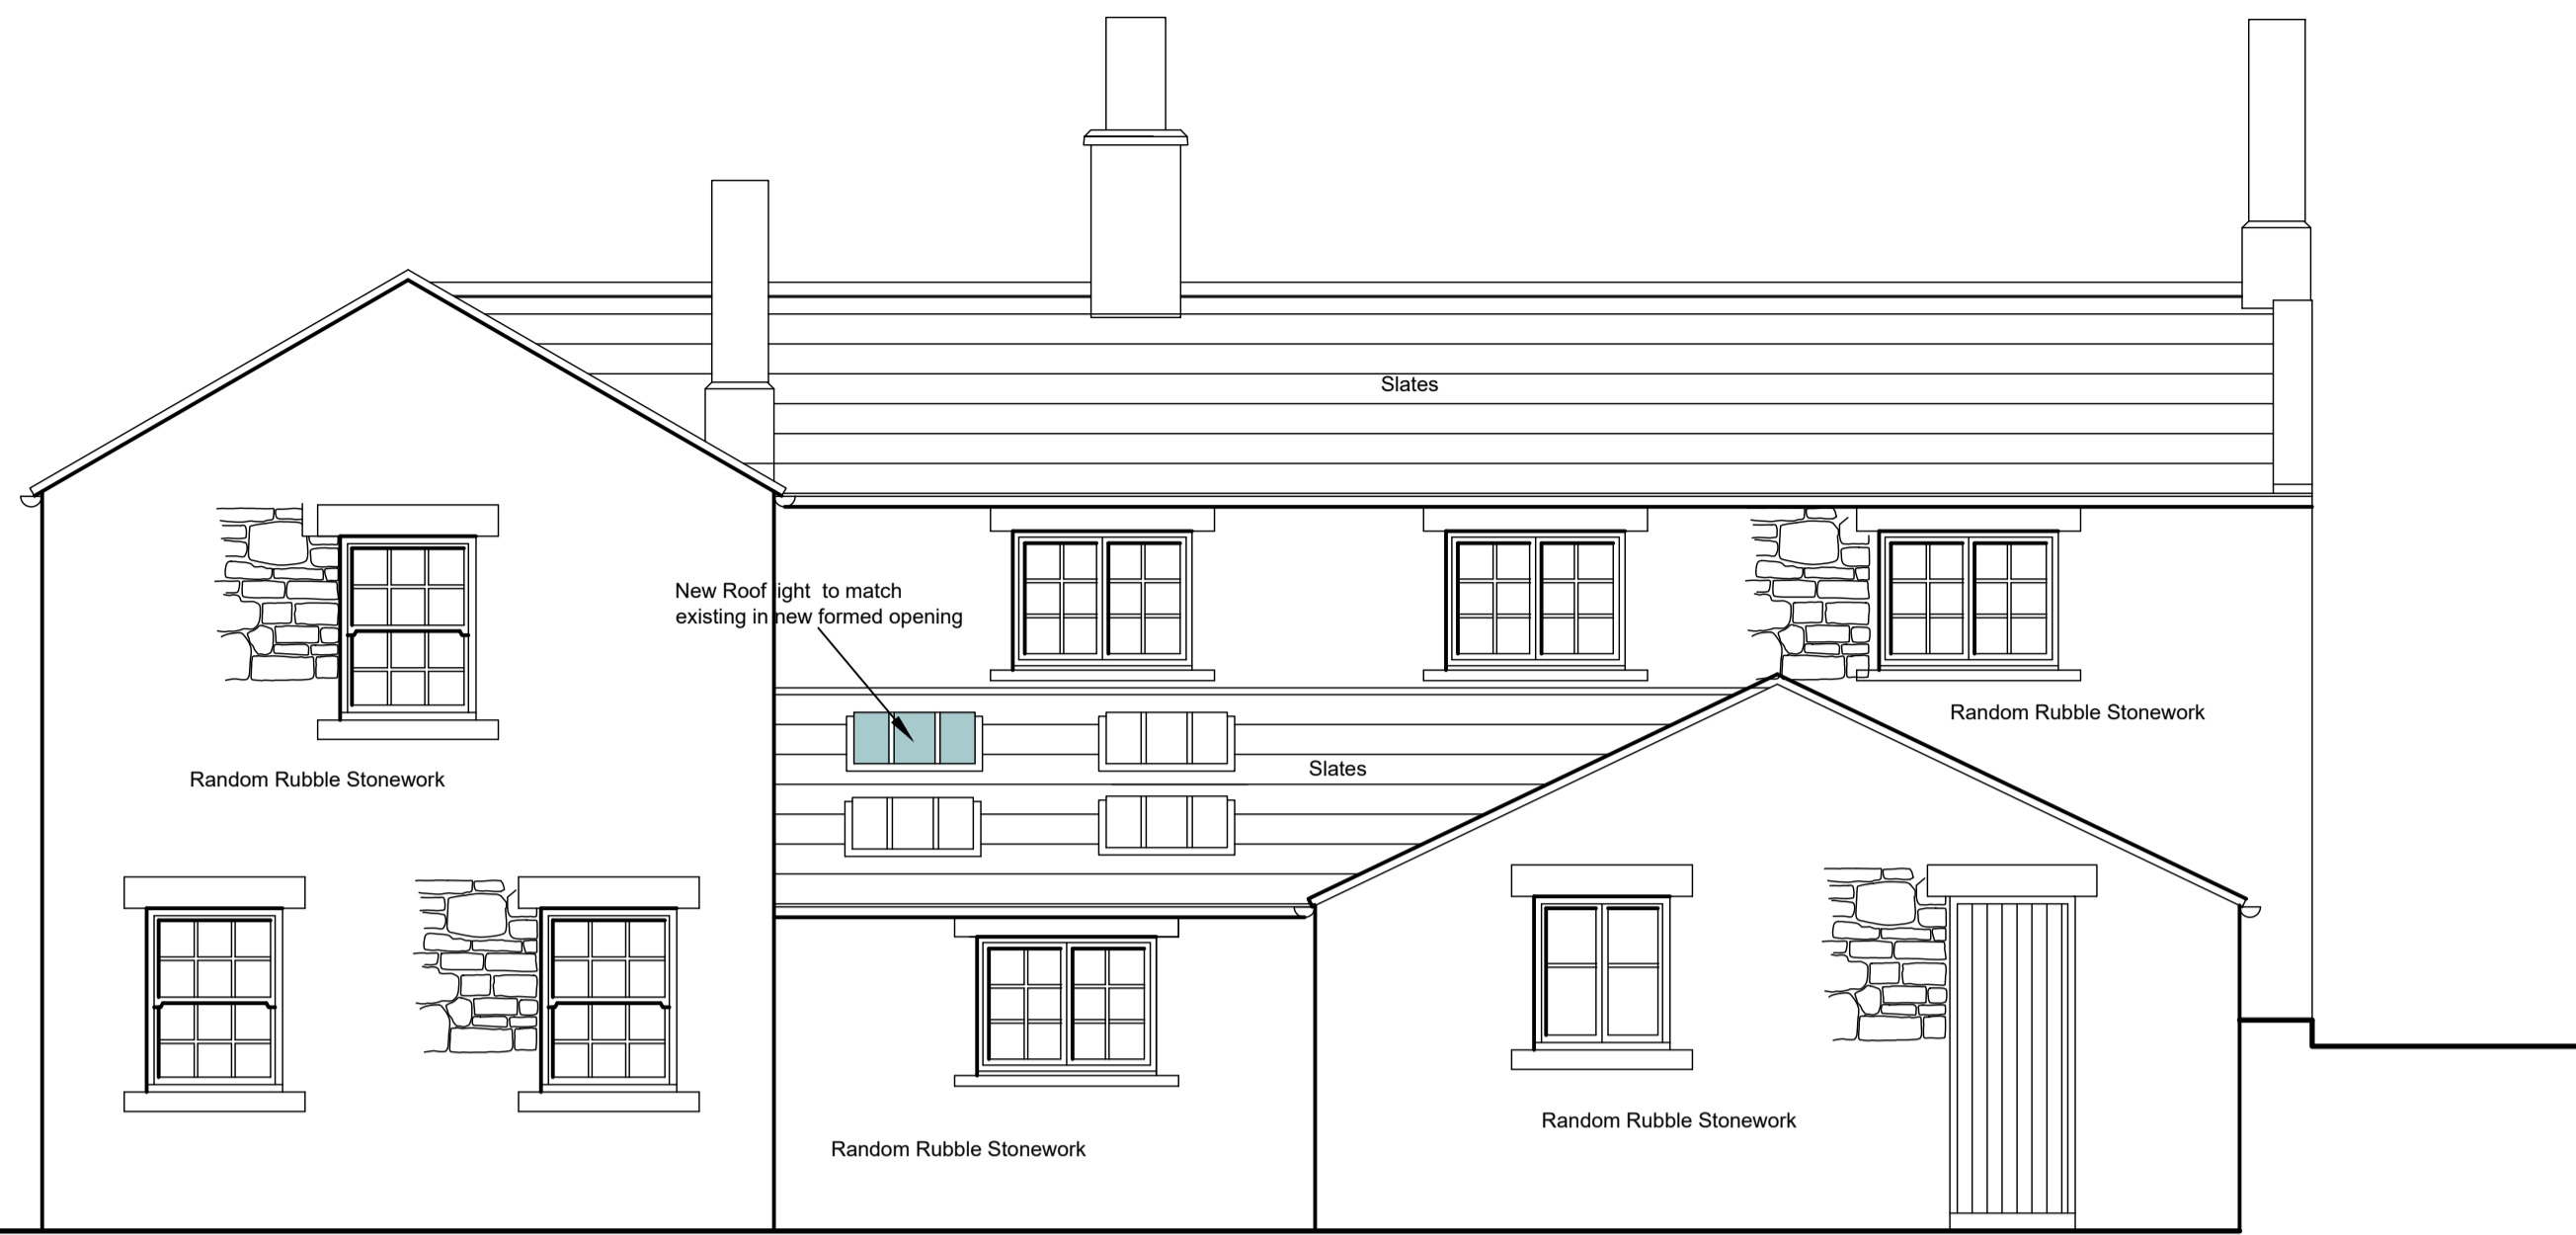 Slates
New Roof light  to match
existing in new formed opening
Random Rubble Stonework
Slates
Random Rubble Stonework
Random Rubble Stonework
Random Rubble Stonework